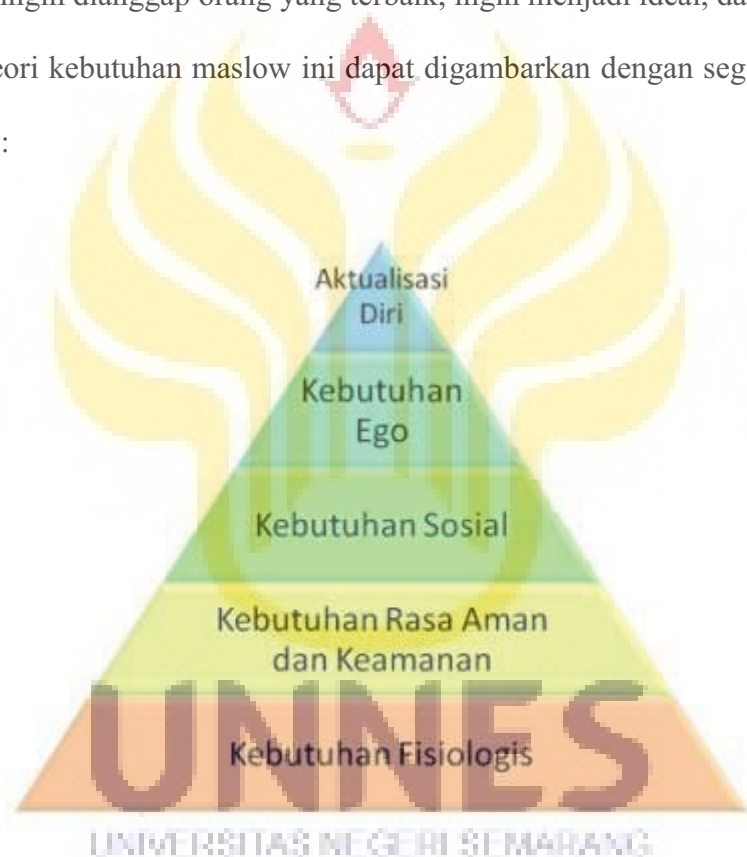 ingin dianggap orang yang terbaik, ingin menjadi ideal, da
eori kebutuhan maslow ini dapat digambarkan dengan seg
:
Aktualisasi
Diri
Kebutuhan
Ego
Kebutuhan Sosial
Kebutuhan Rasa Aman
dan Keamanan
Kebutuhan Fisiologis
UNNES
UNIVERSITAS NEGERI SEMARANG